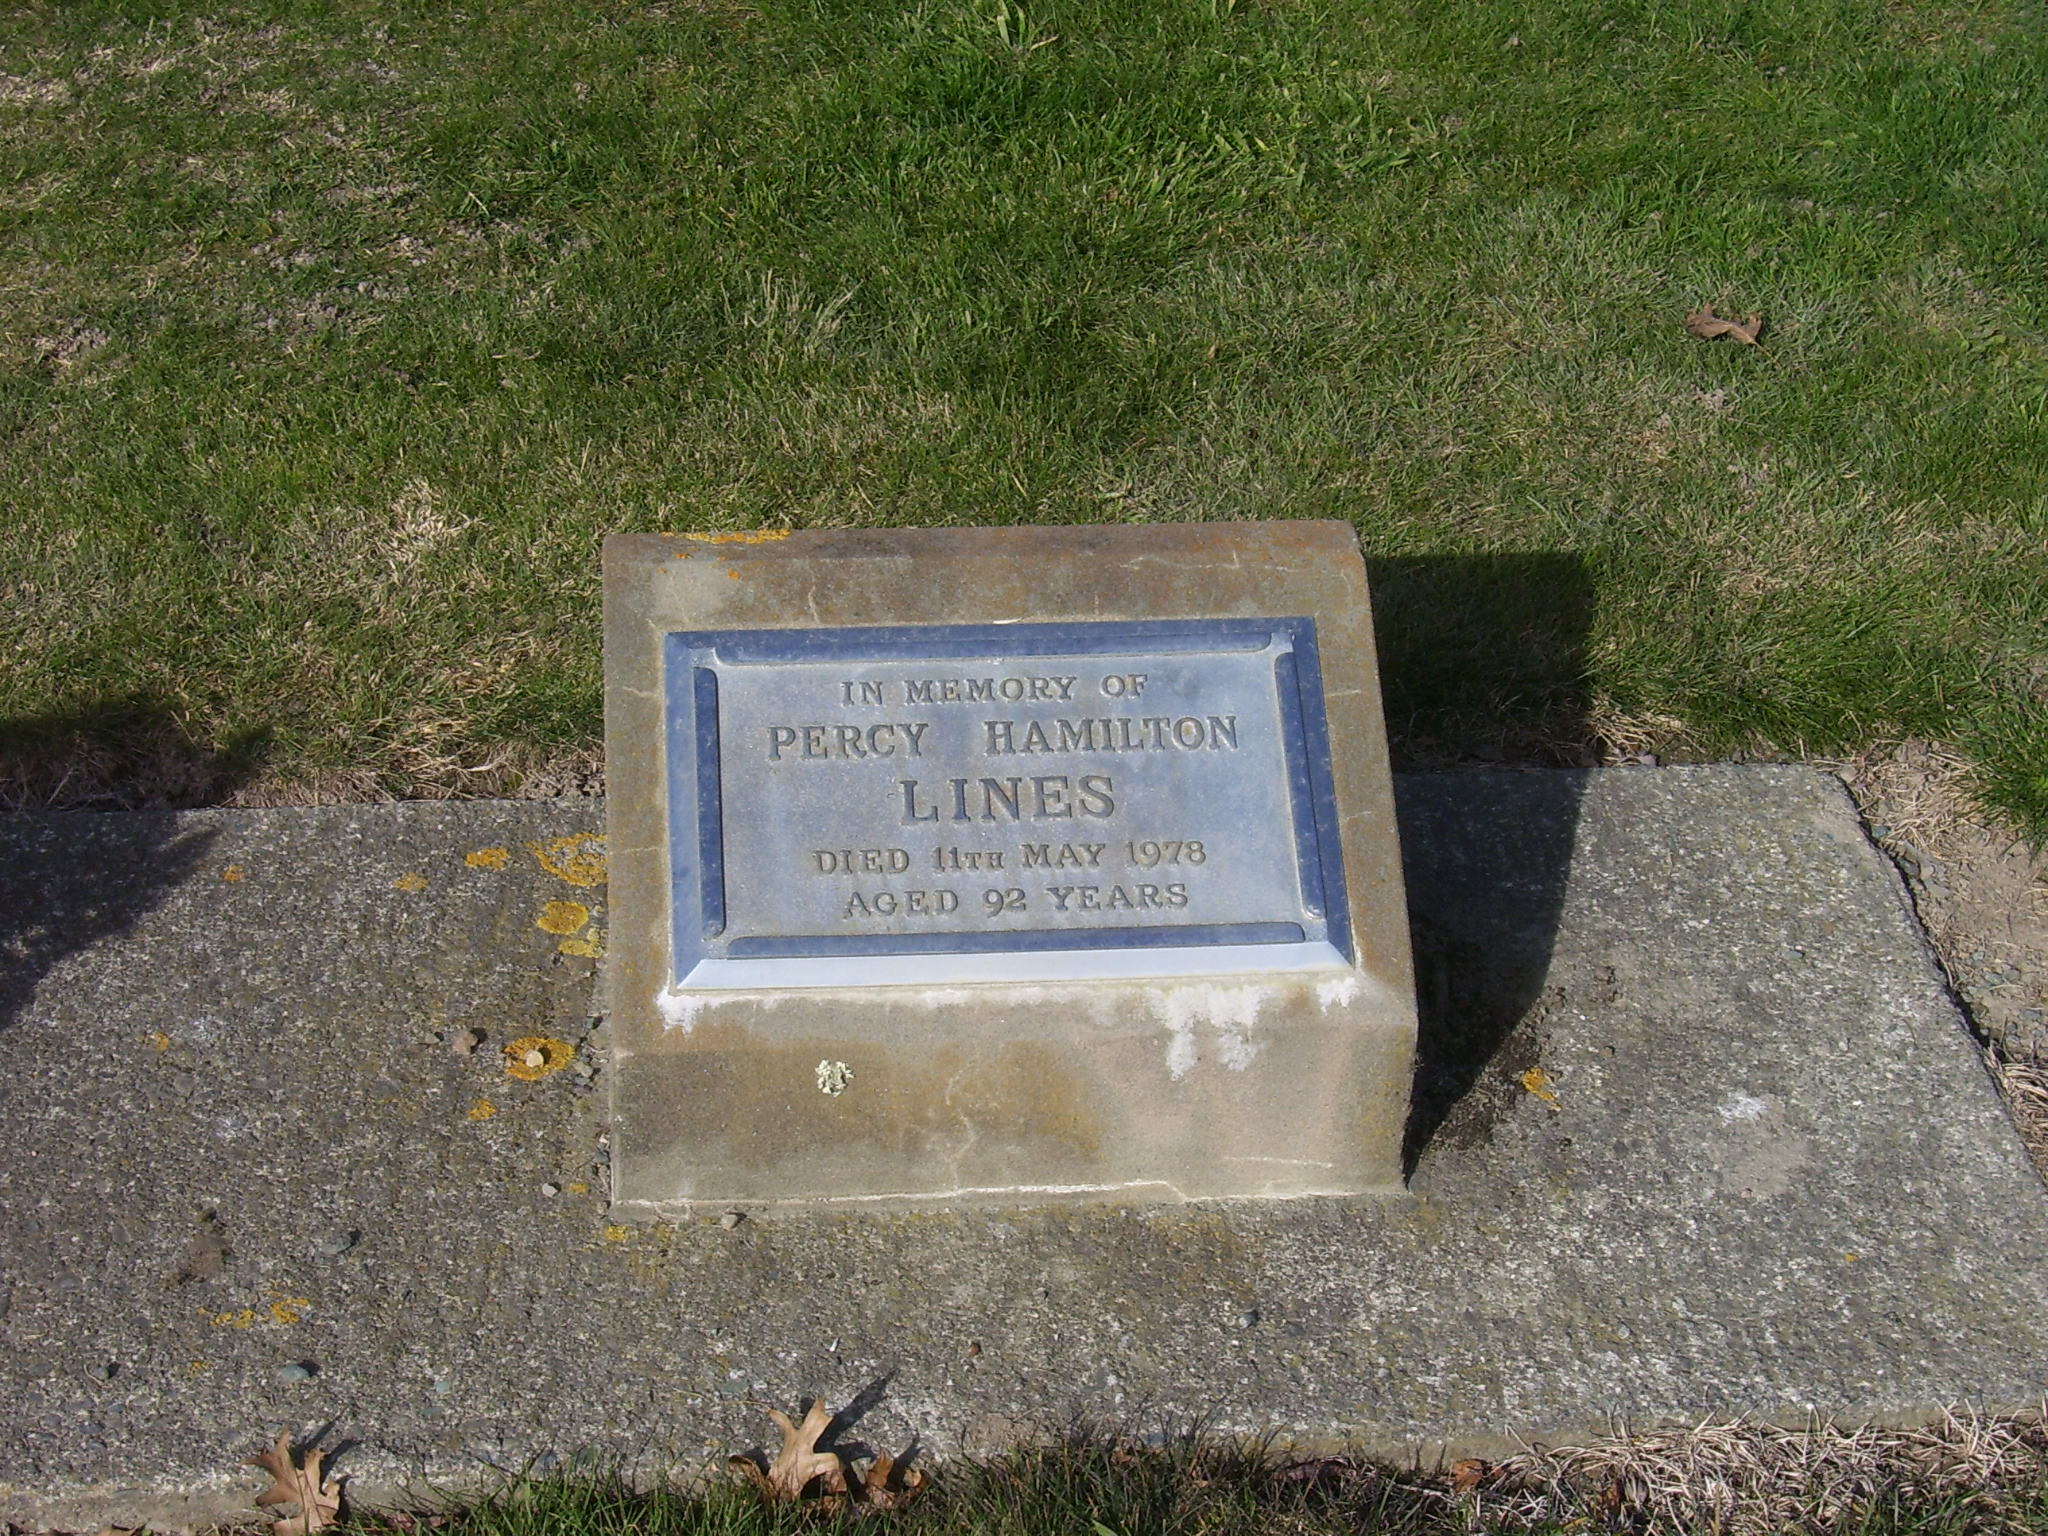 IN MEMORY OF
PERCY HAMILTON
LINES
DIED 11TH MAY 1978
AGED 92 YEARS